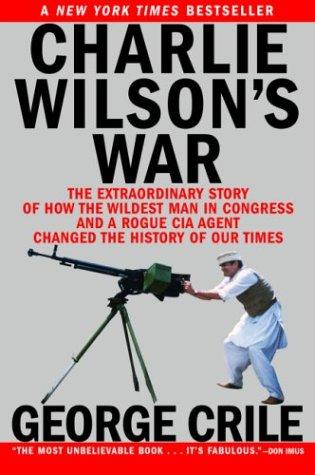 A NEW YORK TIMES BESTSELLER
CHARLIE
WILSON'S
WAR
THE EXTRAORDINARY STORY
OF HOW THE WILDEST MAN IN CONGRESS
AND A ROGUE CIA AGENT
CHANGED THE HISTORY OF OUR TIMES
GEORGE CRILE
"THE MOST UNBELIEVABLE BOOK . . . IT'S FABULOUS."—DON IMUS